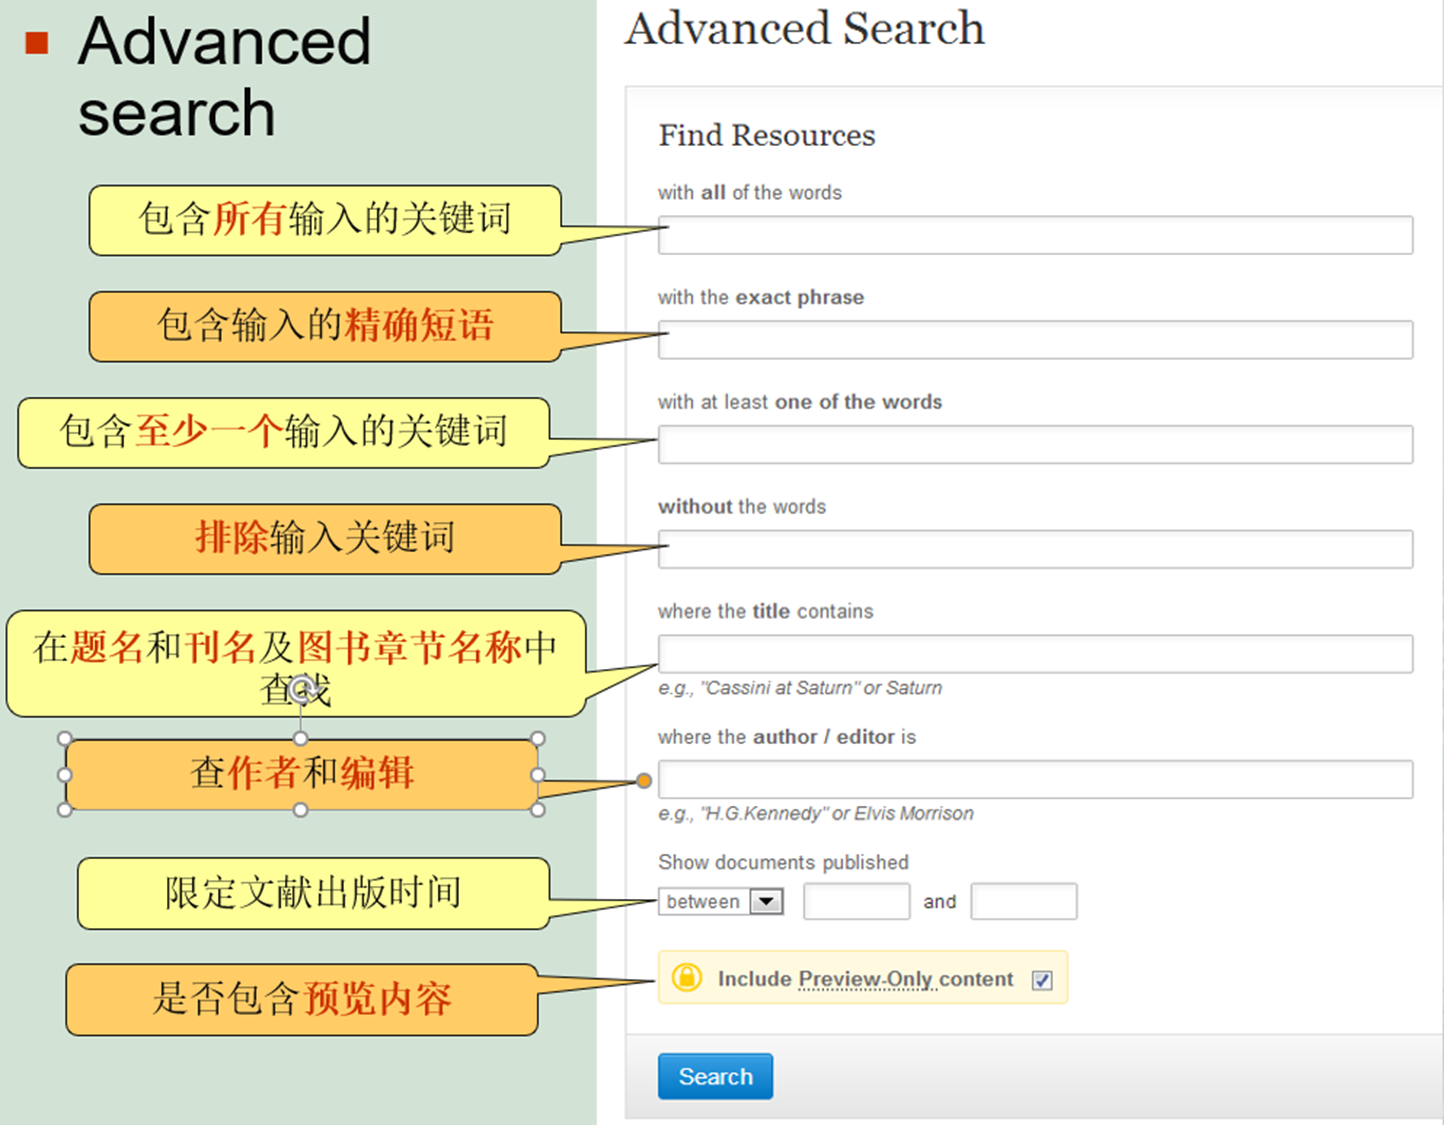 Advanced
search
包含所有输入的关键词
包含输入的精确短语
包含至少一个输入的关键词
排除输入关键词
在题名和刊名及图书章节名称中
查找
查作者和编辑
限定文献出版时间
是否包含预览内容
Advanced Search
Find Resources
with all of the words
with the exact phrase
with at least one of the words
without the words
where the title contains
e.g., "Cassini at Saturn" or Saturn
where the author / editor is
e.g., "H.G.Kennedy" or Elvis Morrison
Show documents published
between and
Include Preview-Only content
Search